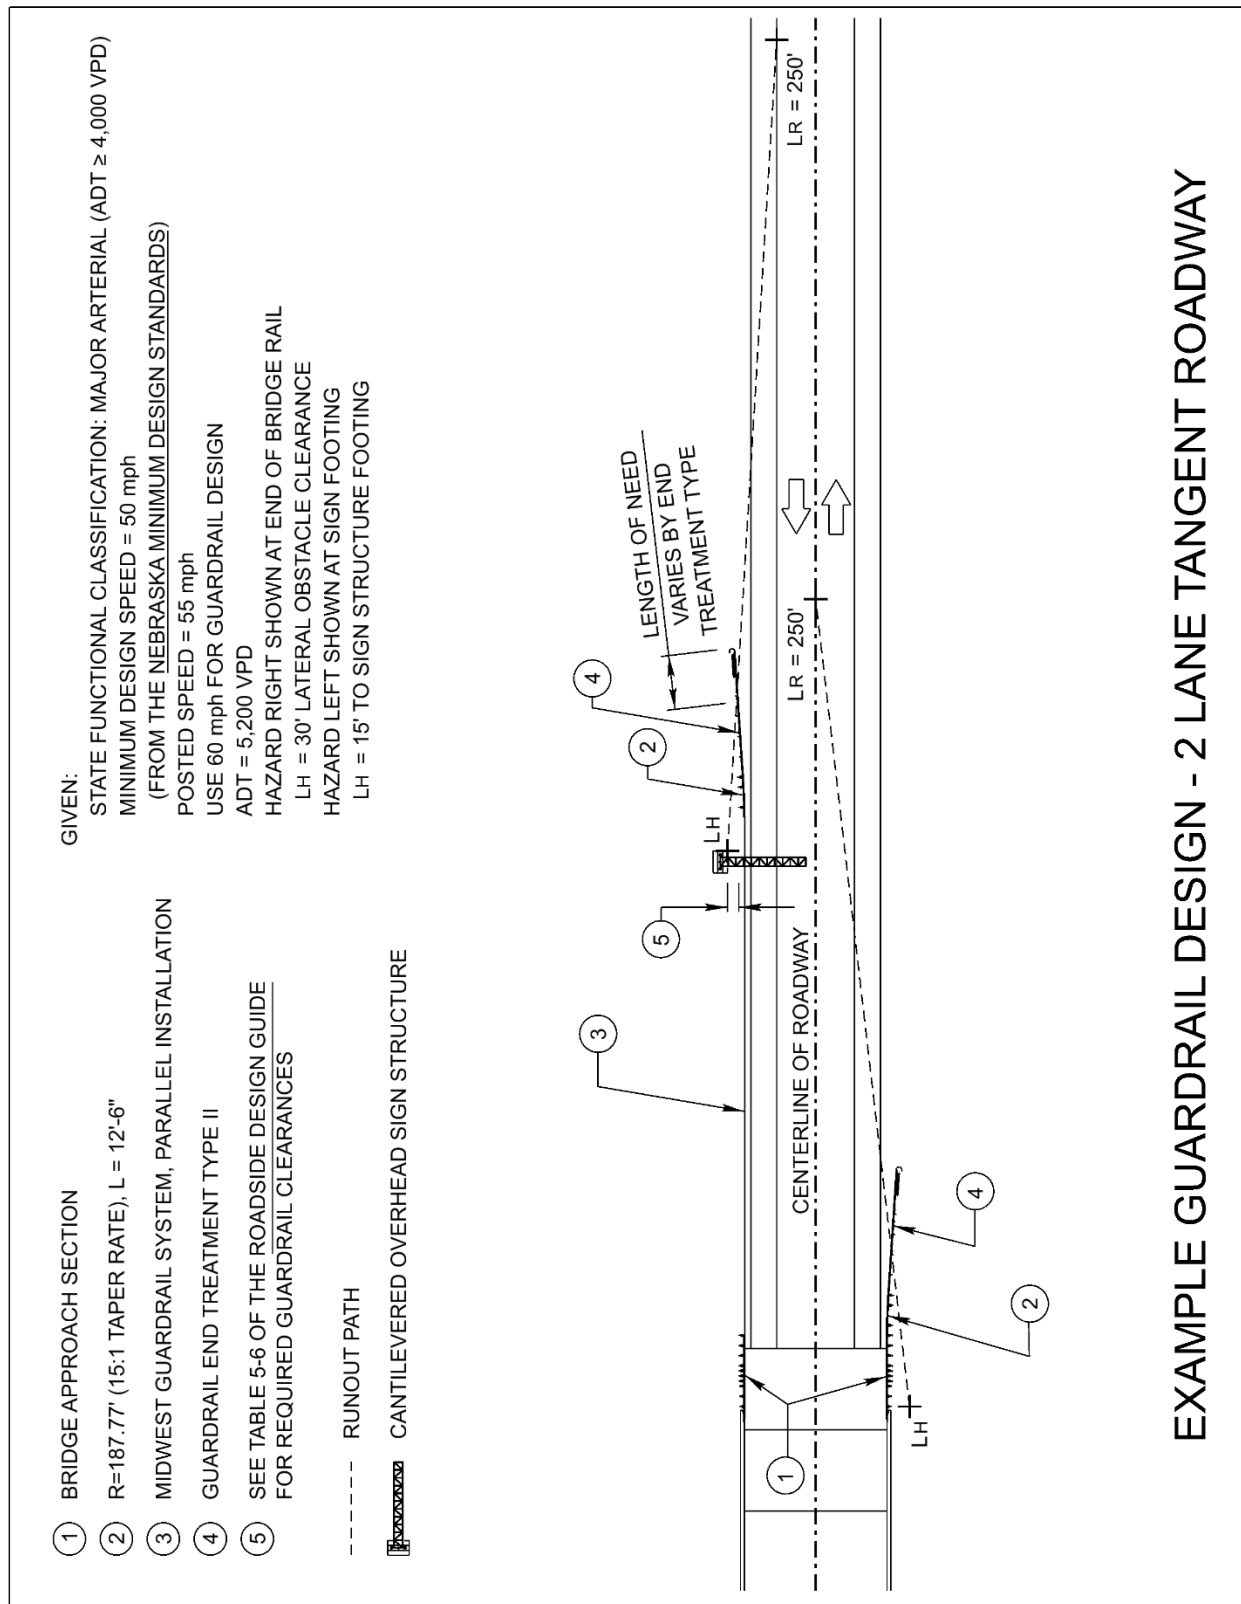 GIVEN:
STATE FUNCTIONAL CLASSIFICATION: MAJOR ARTERIAL (ADT ≥ 4,000 VPD)
MINIMUM DESIGN SPEED = 50 mph
(FROM THE NEBRASKA MINIMUM DESIGN STANDARDS)
POSTED SPEED = 55 mph
USE 60 mph FOR GUARDRAIL DESIGN
ADT = 5,200 VPD
HAZARD RIGHT SHOWN AT END OF BRIDGE RAIL
LH = 30' LATERAL OBSTACLE CLEARANCE
HAZARD LEFT SHOWN AT SIGN FOOTING
LH = 15' TO SIGN STRUCTURE FOOTING
1 BRIDGE APPROACH SECTION
2 R=187.77' (15:1 TAPER RATE), L = 12'-6"
3 MIDWEST GUARDRAIL SYSTEM, PARALLEL INSTALLATION
4 GUARDRAIL END TREATMENT TYPE II
5 SEE TABLE 5-6 OF THE ROADSIDE DESIGN GUIDE
FOR REQUIRED GUARDRAIL CLEARANCES
RUNOUT PATH
CANTILEVERED OVERHEAD SIGN STRUCTURE
LENGTH OF NEED
VARIES BY END
TREATMENT TYPE
3
5
LH
2
4
LR = 250'
LR = 250'
CENTERLINE OF ROADWAY
1
LH
2
4
EXAMPLE GUARDRAIL DESIGN - 2 LANE TANGENT ROADWAY